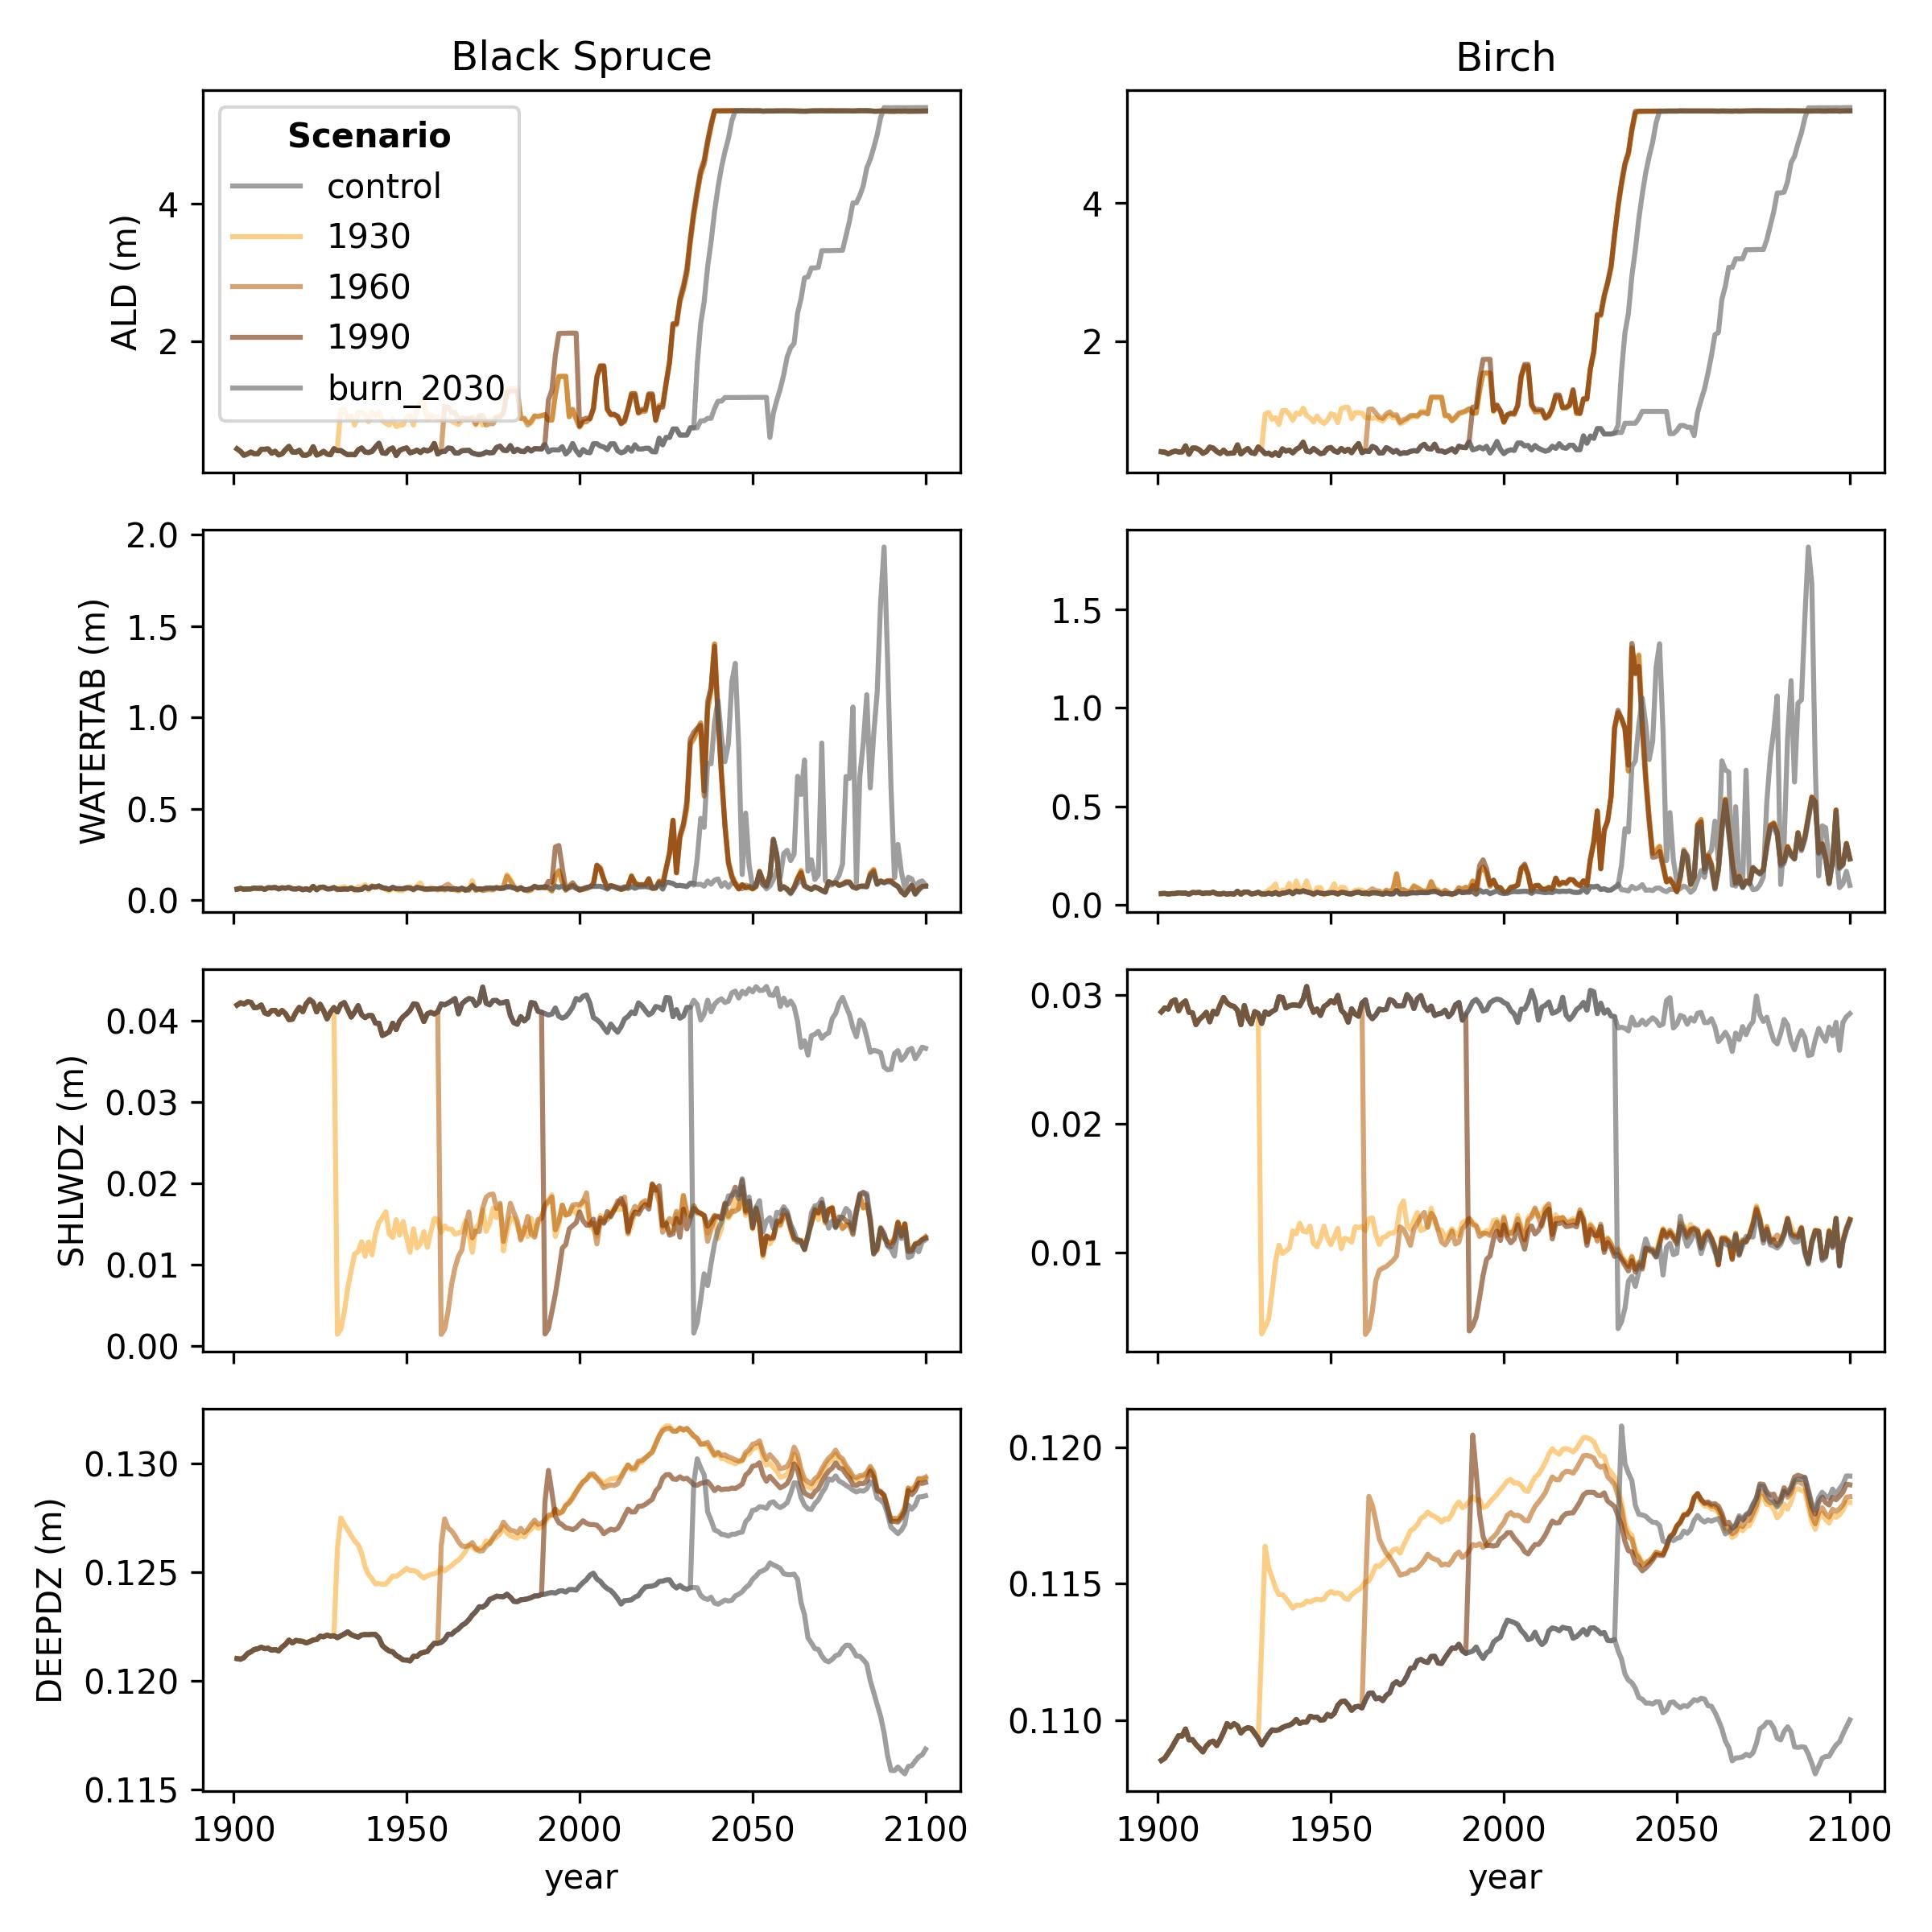 Black Spruce
Birch
Scenario
control
1930
1960
1990
burn_2030
ALD (m)
4
2
4
2
WATERTAB (m)
2.0
1.5
1.0
0.5
0.0
1.5
1.0
0.5
0.0
SHLWDZ (m)
0.04
0.03
0.02
0.01
0.00
0.03
0.02
0.01
DEEPDZ (m)
0.130
0.125
0.120
0.115
0.120
0.115
0.110
1900 1950 2000 2050 2100
1900 1950 2000 2050 2100
year
year